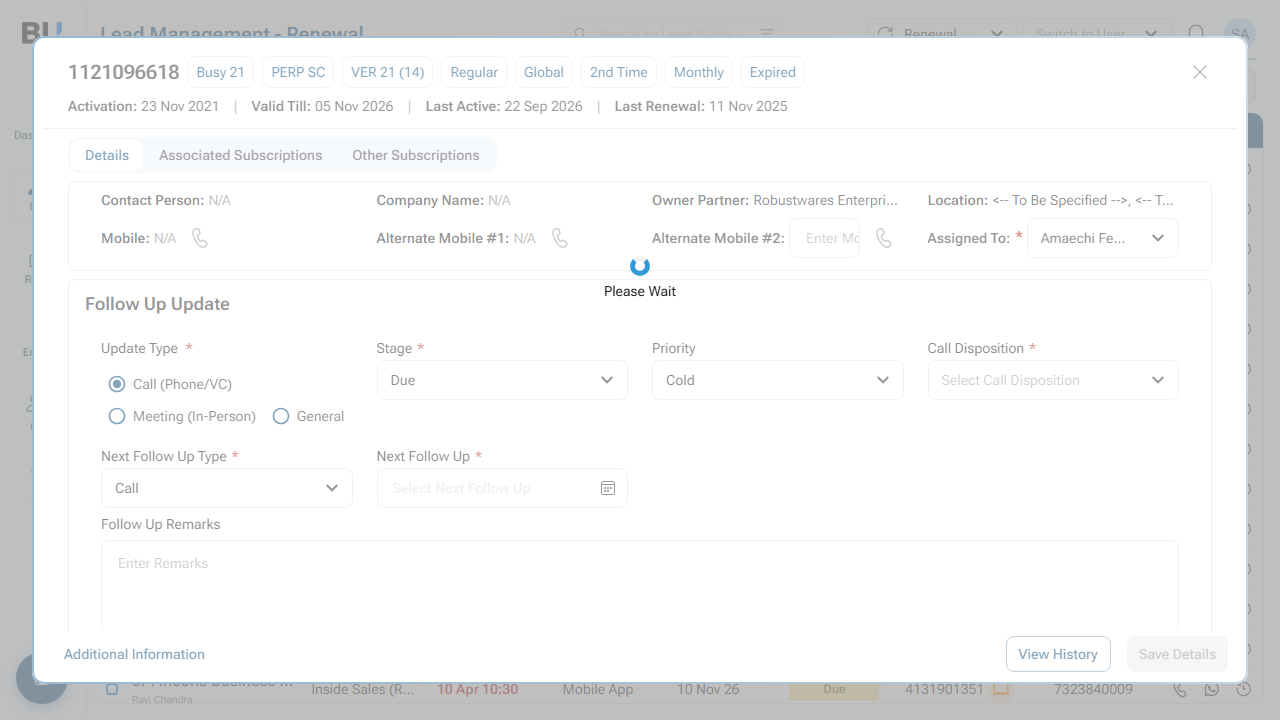 BU
Lead Management - Renewal
Renewal
Switch to User
SA
1121096618 Busy 21 PERP SC VER 21 (14) Regular Global 2nd Time Monthly Expired
Activation: 23 Nov 2021 | Valid Till: 05 Nov 2026 | Last Active: 22 Sep 2026 | Last Renewal: 11 Nov 2025
Details Associated Subscriptions Other Subscriptions
Contact Person: N/A Company Name: N/A Owner Partner: Robustwares Enterpri... Location: <-- To Be Specified -->, <-- T...
Mobile: N/A Alternate Mobile #1: N/A Alternate Mobile #2: Enter Mo Assigned To: * Amaechi Fe...
Please Wait
Follow Up Update
Update Type * Stage * Priority Call Disposition *
Call (Phone/VC) Due Cold Select Call Disposition
Meeting (In-Person) General
Next Follow Up Type * Next Follow Up *
Call Select Next Follow Up
Follow Up Remarks
Enter Remarks
Additional Information View History Save Details
Inside Sales (R... 10 Apr 10:30 Mobile App 10 Nov 26 Due 4131901351 7323840009
Ravi Chandra